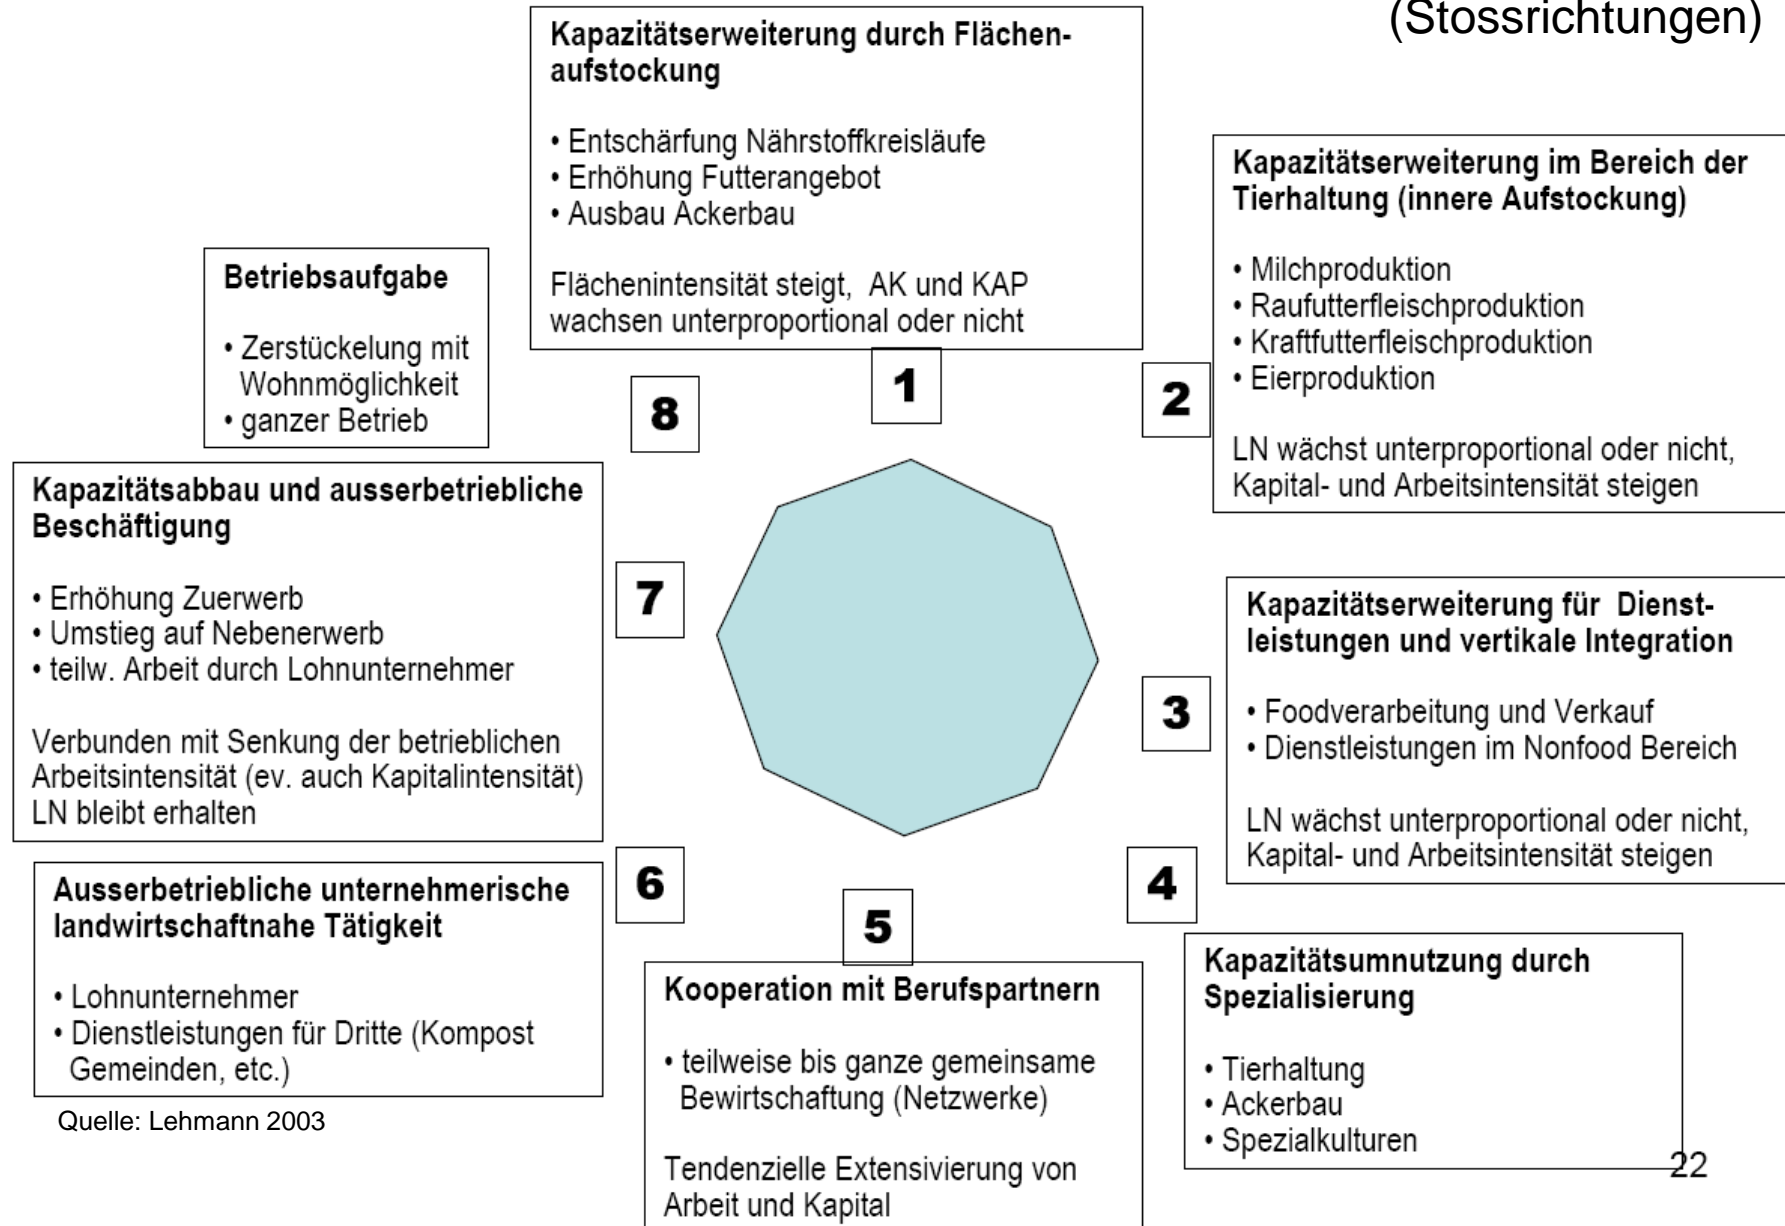 (Stossrichtungen)
Kapazitätserweiterung durch Flächen-
aufstockung
• Entschärfung Nährstoffkreisläufe
• Erhöhung Futterangebot
• Ausbau Ackerbau
Flächenintensität steigt, AK und KAP
wachsen unterproportional oder nicht
1
Kapazitätserweiterung im Bereich der
Tierhaltung (innere Aufstockung)
• Milchproduktion
• Raufutterfleischproduktion
• Kraftfutterfleischproduktion
• Eierproduktion
LN wächst unterproportional oder nicht,
Kapital- und Arbeitsintensität steigen
2
Kapazitätserweiterung für Dienst-
leistungen und vertikale Integration
• Foodverarbeitung und Verkauf
• Dienstleistungen im Nonfood Bereich
LN wächst unterproportional oder nicht,
Kapital- und Arbeitsintensität steigen
3
4
Kapazitätsumnutzung durch
Spezialisierung
• Tierhaltung
• Ackerbau
• Spezialkulturen
5
Kooperation mit Berufspartnern
• teilweise bis ganze gemeinsame
Bewirtschaftung (Netzwerke)
Tendenzielle Extensivierung von
Arbeit und Kapital
6
Ausserbetriebliche unternehmerische
landwirtschaftnahe Tätigkeit
• Lohnunternehmer
• Dienstleistungen für Dritte (Kompost
Gemeinden, etc.)
7
Kapazitätsabbau und ausserbetriebliche
Beschäftigung
• Erhöhung Zuerwerb
• Umstieg auf Nebenerwerb
• teilw. Arbeit durch Lohnunternehmer
Verbunden mit Senkung der betrieblichen
Arbeitsintensität (ev. auch Kapitalintensität)
LN bleibt erhalten
8
Betriebsaufgabe
• Zerstückelung mit
Wohnmöglichkeit
• ganzer Betrieb
Quelle: Lehmann 2003
22